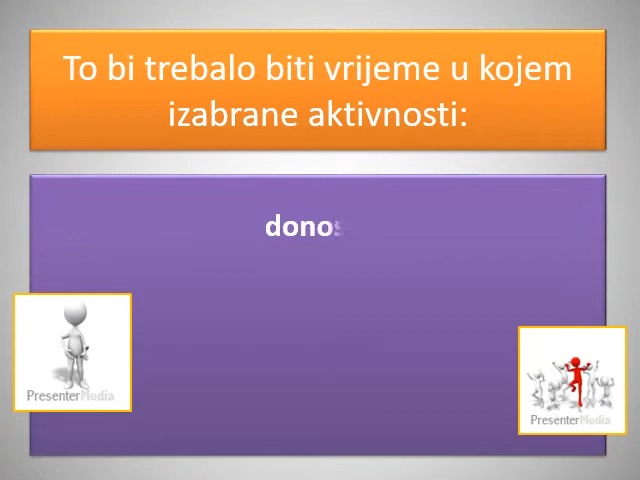 To bi trebalo biti vrijeme u kojem
izabrane aktivnosti:
donos
PresenterMedia
PresenterMedia